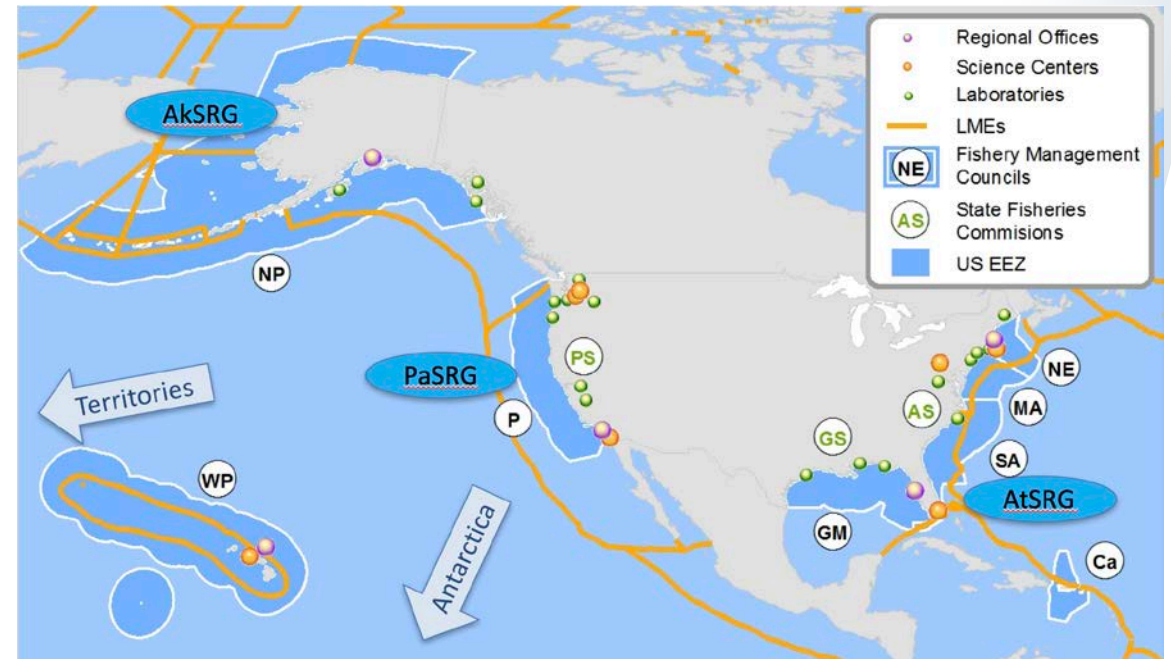 Regional Offices
Science Centers
Laboratories
LMEs
NE
Fishery Management
Councils
AS
State Fisheries
Commisions
US EEZ
AkSRG
NP
PaSRG
PS
P
Territories
WP
Antarctica
NE
MA
AS
GS
SA
AtSRG
GM
Ca